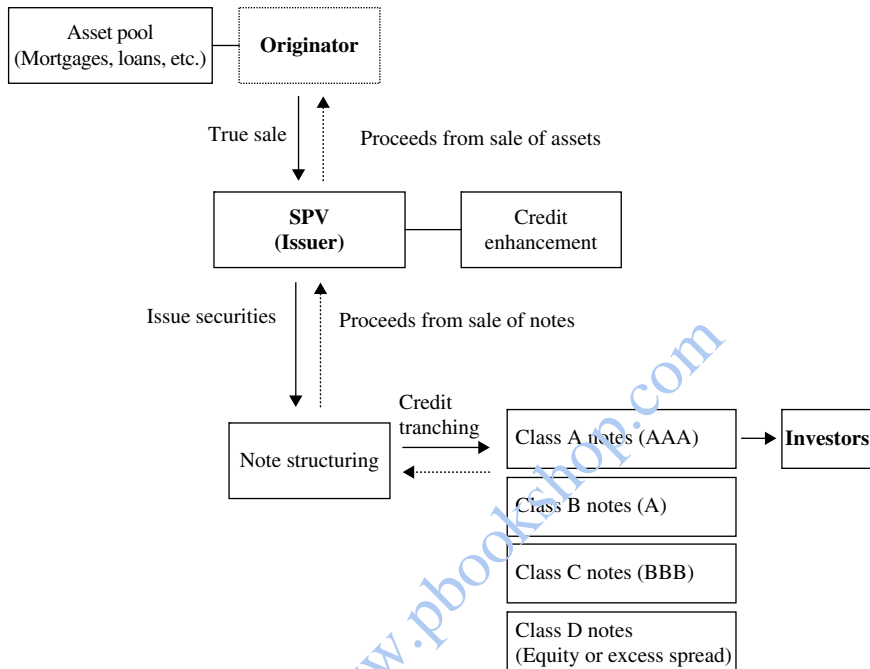 Asset pool
(Mortgages, loans, etc.)
Originator
True sale
Proceeds from sale of assets
SPV
(Issuer)
Credit
enhancement
Issue securities
Proceeds from sale of notes
Credit
tranching
Note structuring
Class A notes (AAA)
Investors
Class B notes (A)
Class C notes (BBB)
Class D notes
(Equity or excess spread)
www.pbookshop.com